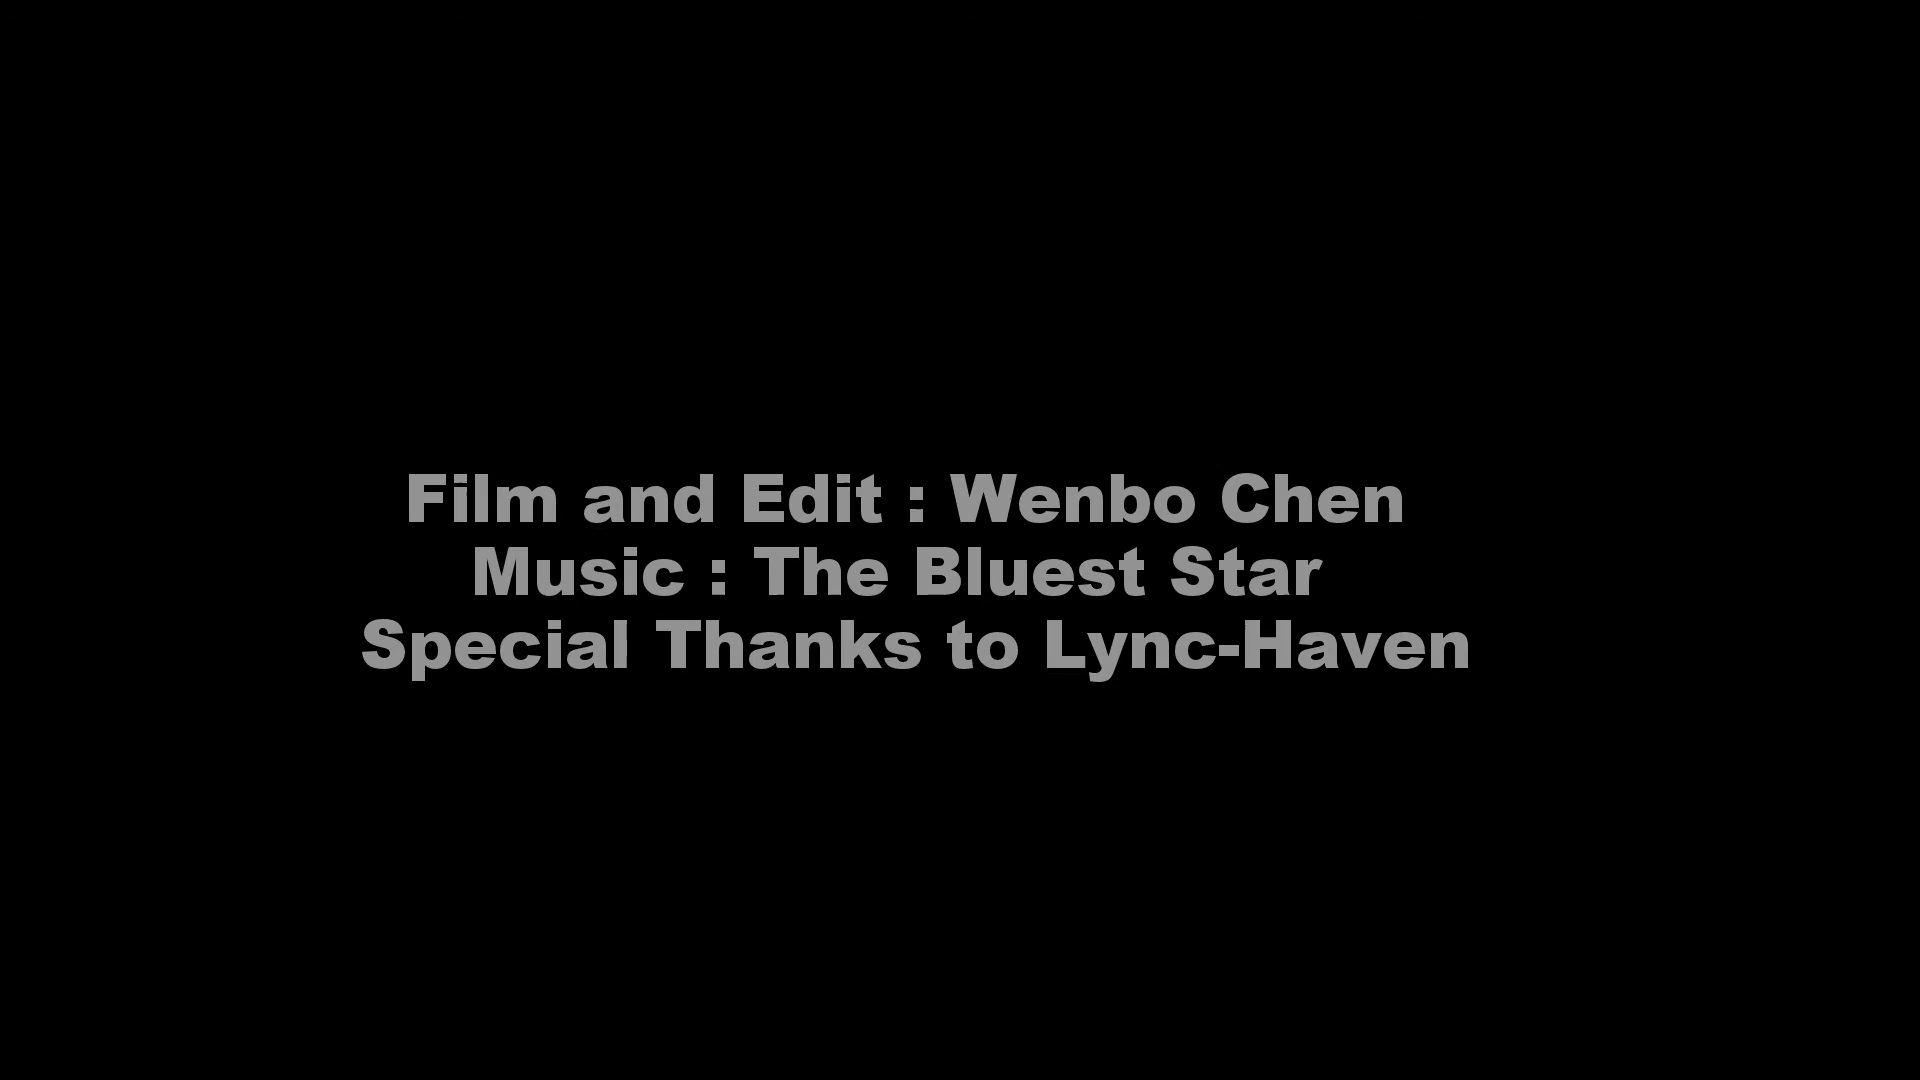 Film and Edit : Wenbo Chen
Music : The Bluest Star
Special Thanks to Lync-Haven